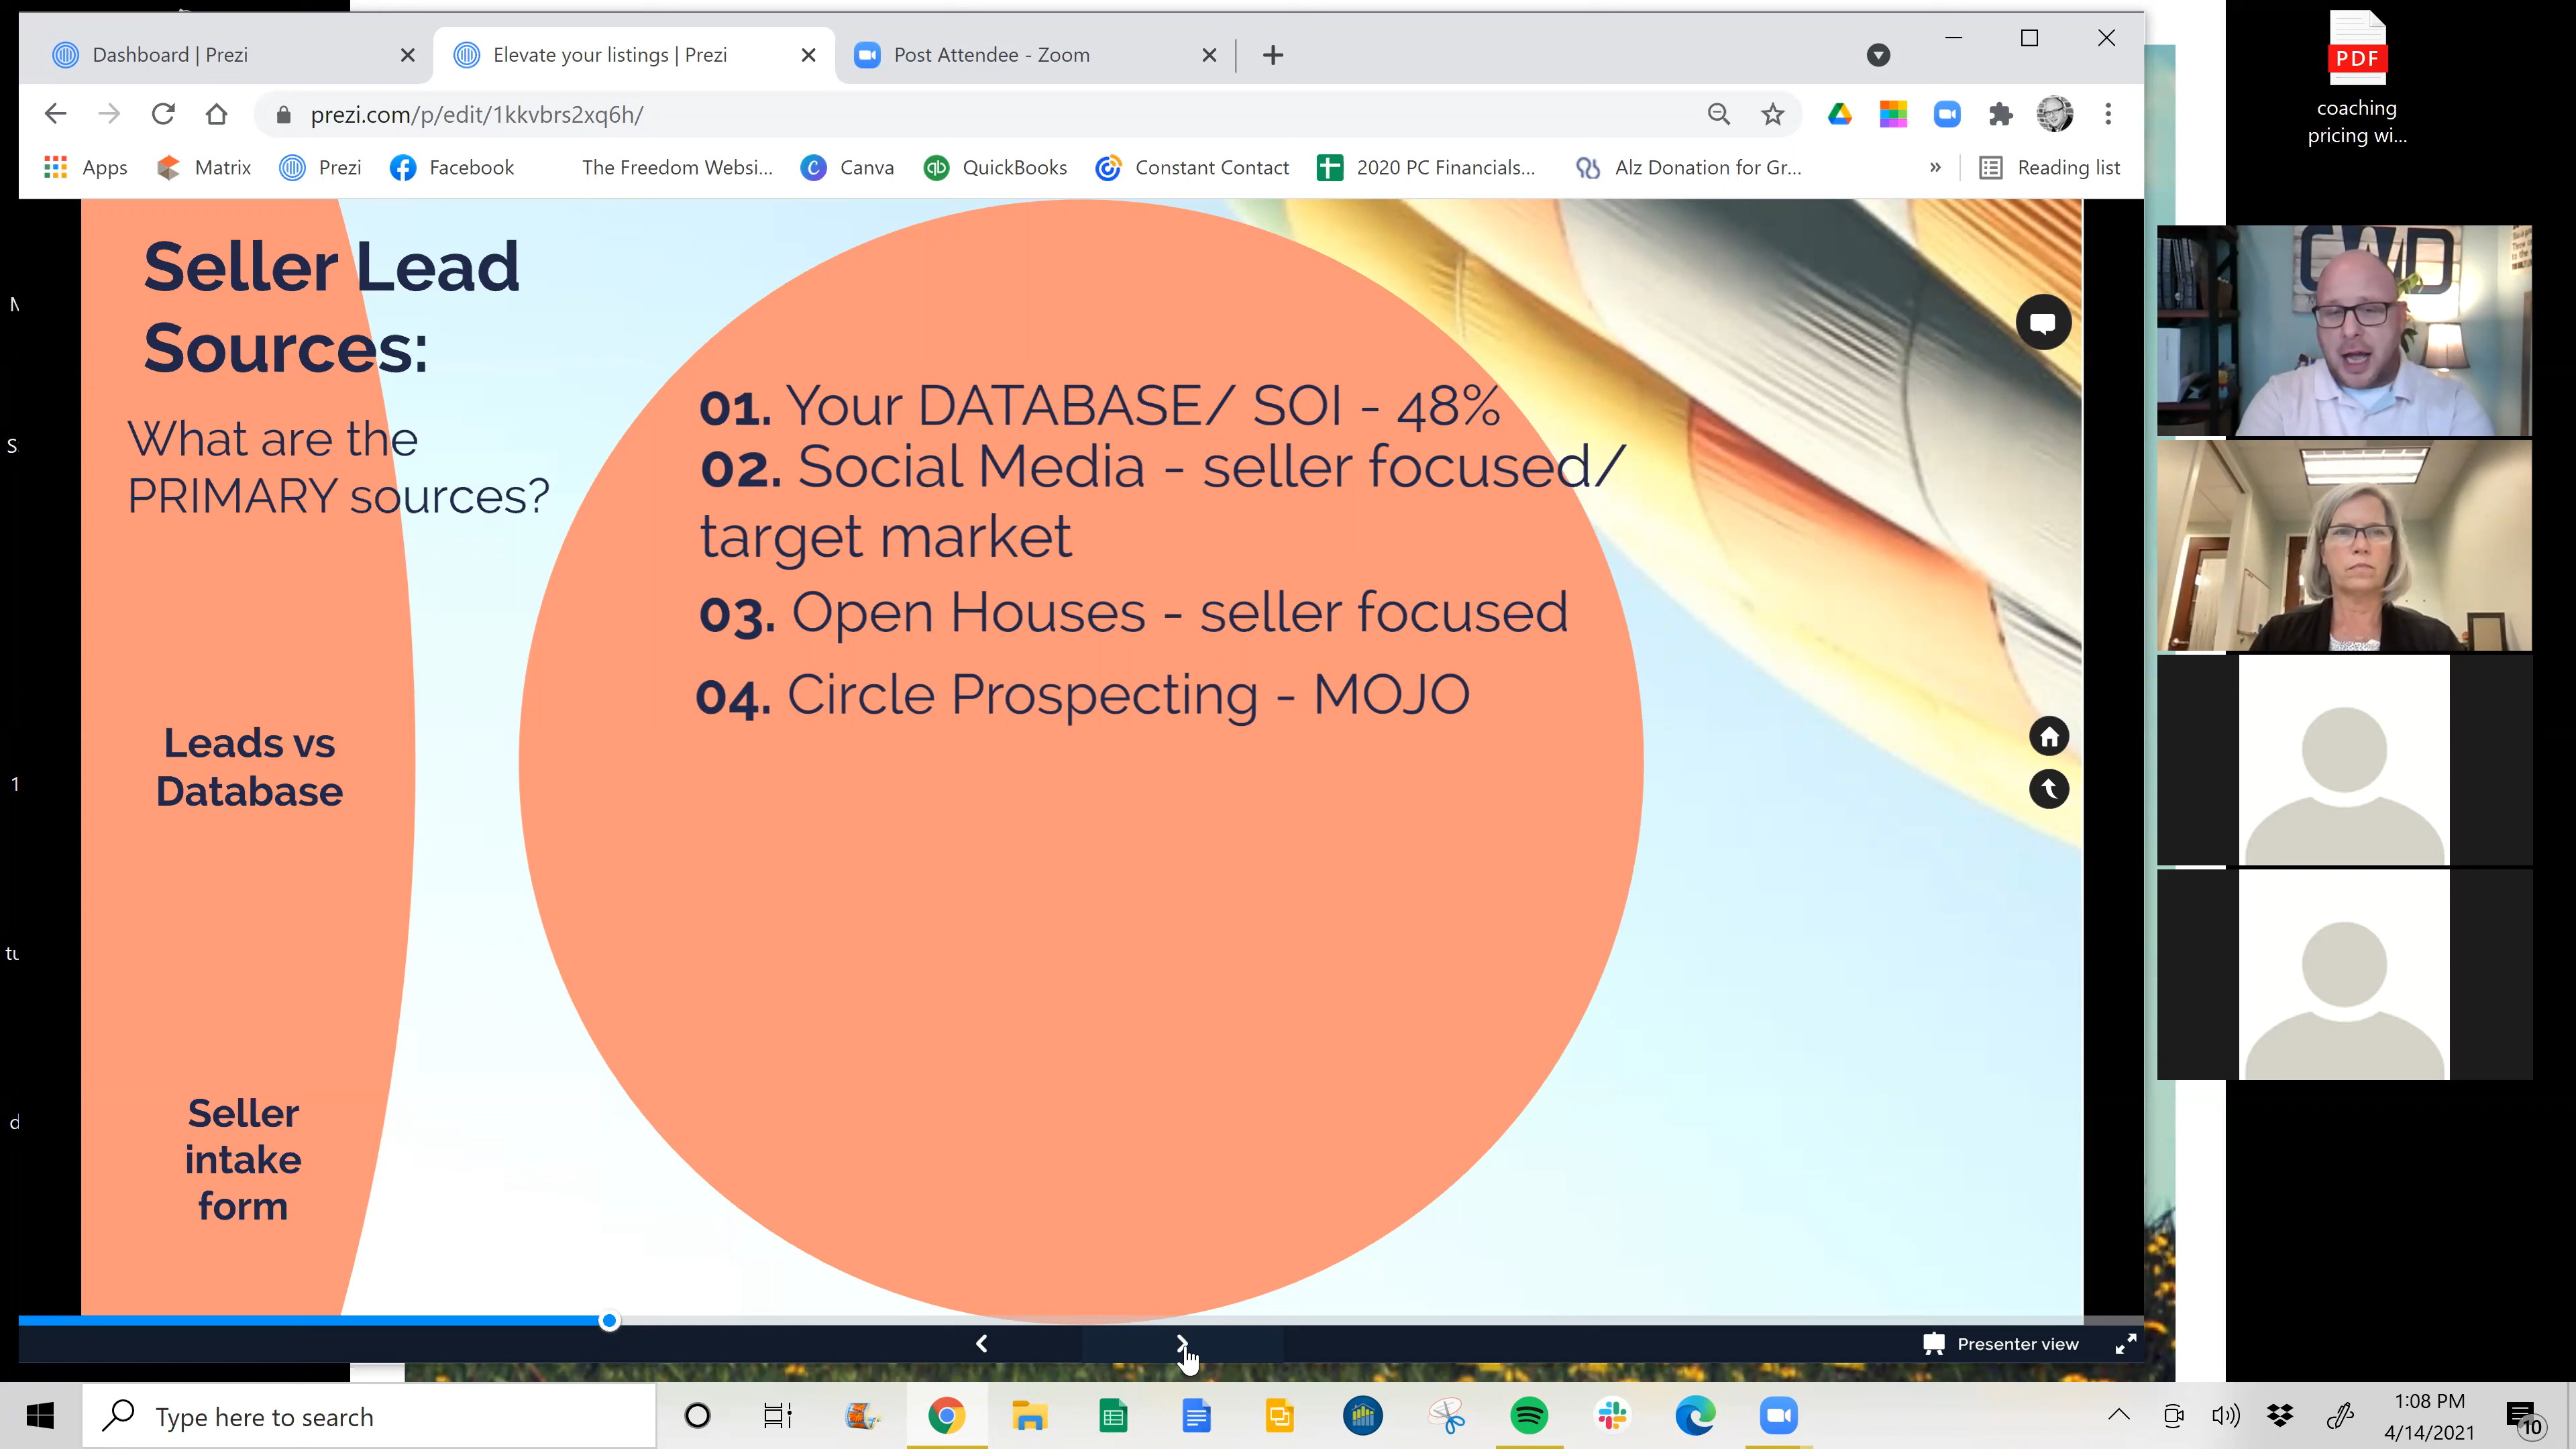 Dashboard | Prezi
Elevate your listings | Prezi
Post Attendee - Zoom
prezi.com/p/edit/1kkvbrs2xq6h/
Apps
Matrix
Prezi
Facebook
The Freedom Websi...
Canva
QuickBooks
Constant Contact
2020 PC Financials...
Alz Donation for Gr...
»
Reading list
PDF
coaching
pricing wi...
Seller Lead
Sources:
What are the
PRIMARY sources?
Leads vs
Database
Seller
intake
form
01. Your DATABASE/ SOI - 48%
02. Social Media - seller focused/
target market
03. Open Houses - seller focused
04. Circle Prospecting - MOJO
Presenter view
Type here to search
1:08 PM
4/14/2021
10